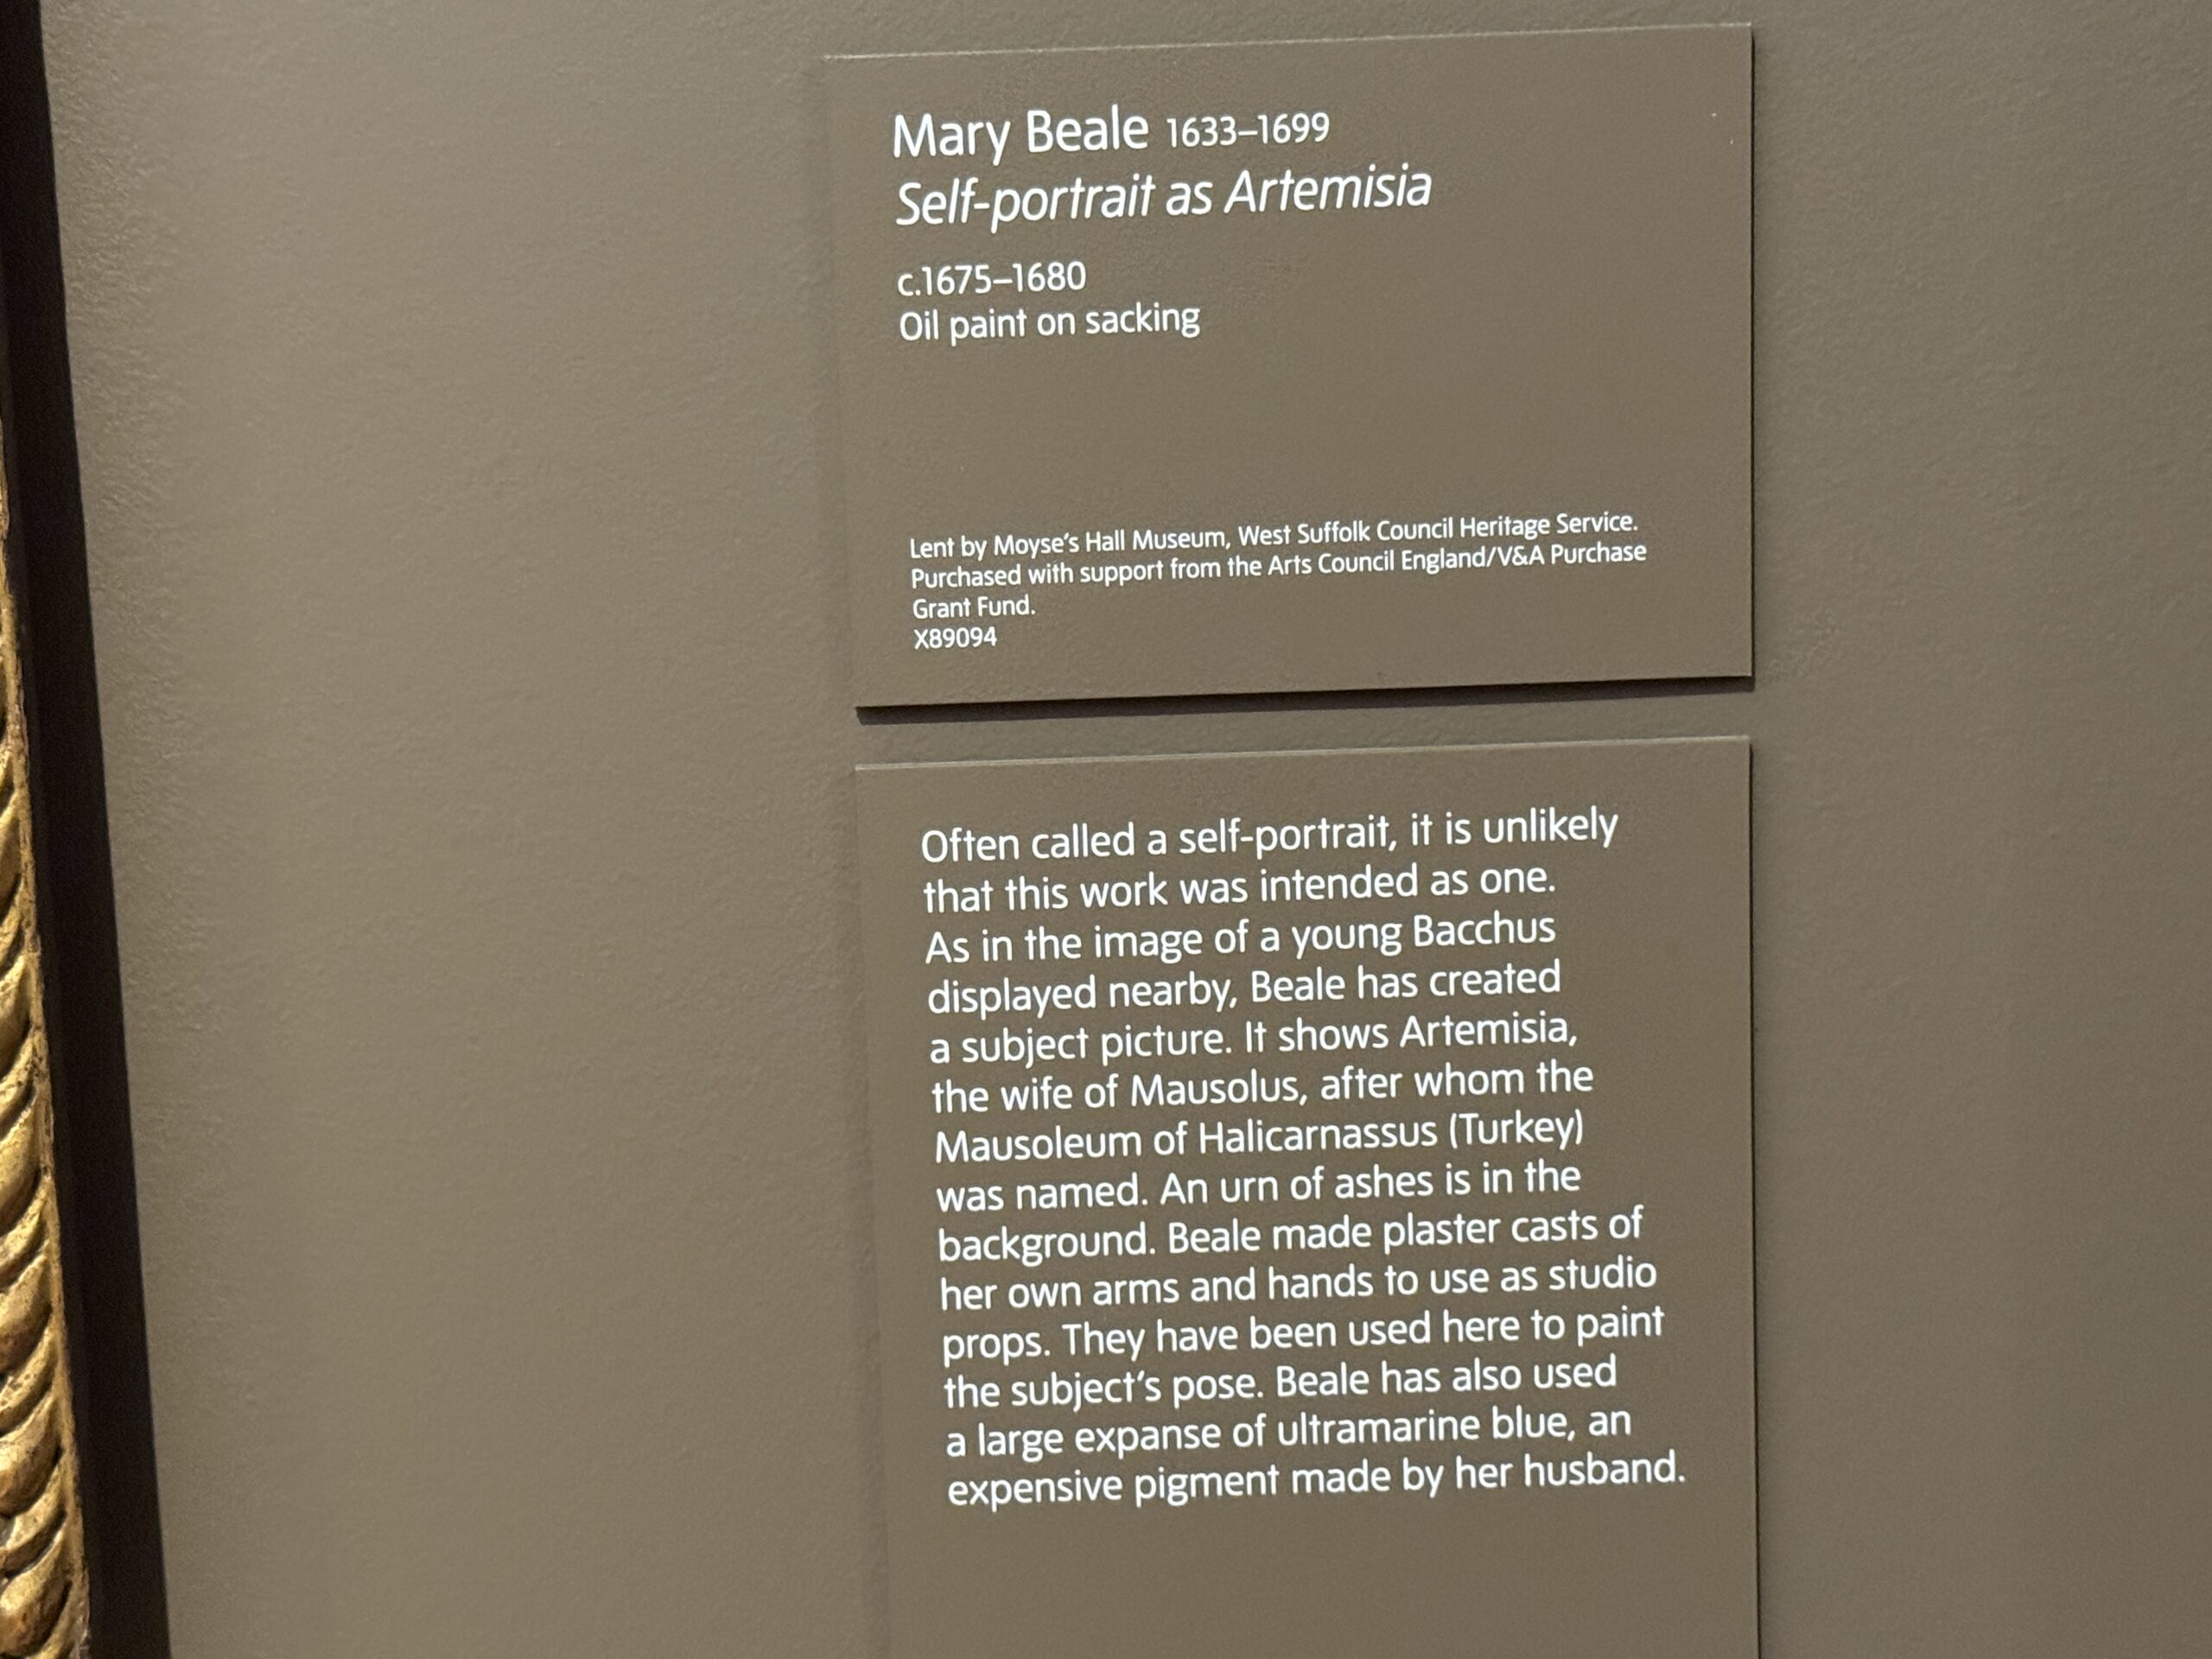 Mary Beale 1633–1699
Self-portrait as Artemisia
c.1675–1680
Oil paint on sacking
Lent by Moyse's Hall Museum, West Suffolk Council Heritage Service.
Purchased with support from the Arts Council England/V&A Purchase
Grant Fund.
X89094
Often called a self-portrait, it is unlikely
that this work was intended as one.
As in the image of a young Bacchus
displayed nearby, Beale has created
a subject picture. It shows Artemisia,
the wife of Mausolus, after whom the
Mausoleum of Halicarnassus (Turkey)
was named. An urn of ashes is in the
background. Beale made plaster casts of
her own arms and hands to use as studio
props. They have been used here to paint
the subject's pose. Beale has also used
a large expanse of ultramarine blue, an
expensive pigment made by her husband.